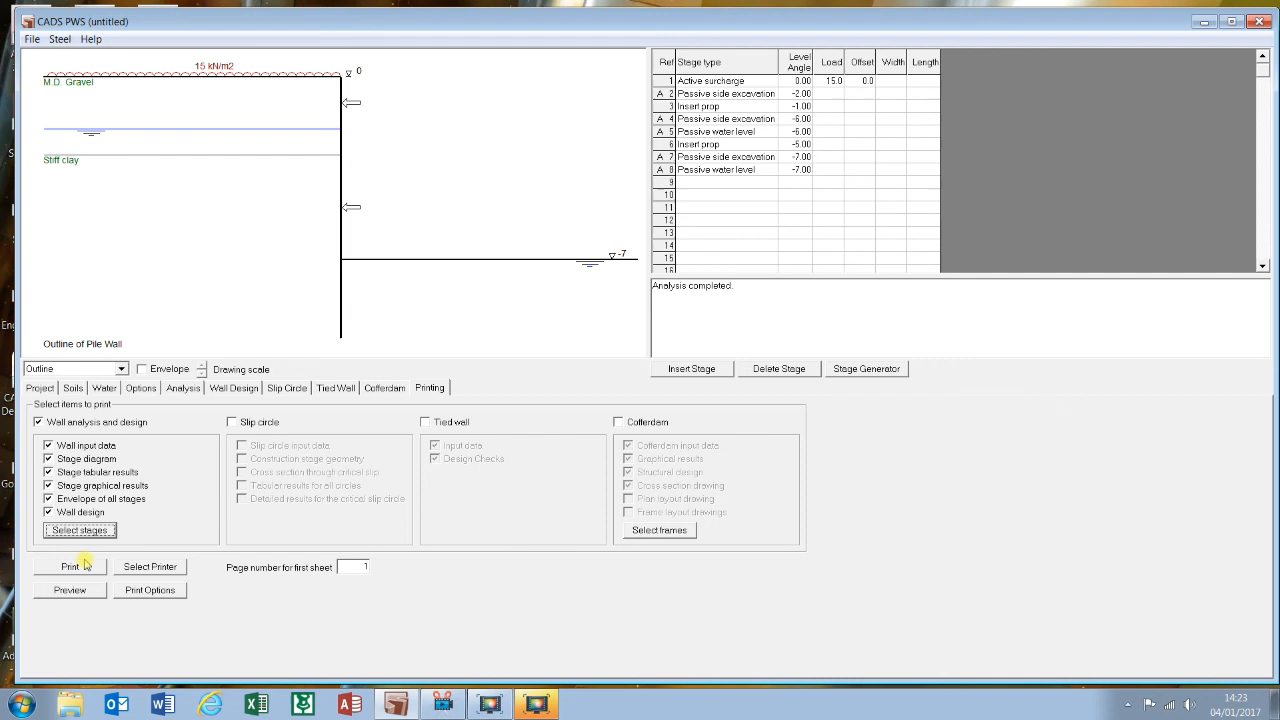 CADS PWS (untitled)
File Steel Help
15 kN/m2
0
M.D. Gravel
Stiff clay
-7
Outline of Pile Wall
Ref Stage type Level Angle Load Offset Width Length
1 Active surcharge 0.00 15.0 0.0
A 2 Passive side excavation -2.00
3 Insert prop -1.00
A 4 Passive side excavation -6.00
A 5 Passive water level -6.00
6 Insert prop -5.00
A 7 Passive side excavation -7.00
A 8 Passive water level -7.00
9
10
11
12
13
14
15
16
Analysis completed.
Outline Envelope Drawing scale
Insert Stage Delete Stage Stage Generator
Project Soils Water Options Analysis Wall Design Slip Circle Tied Wall Cofferdam Printing
Select items to print
Wall analysis and design
Wall input data
Stage diagram
Stage tabular results
Stage graphical results
Envelope of all stages
Wall design
Select stages
Slip circle
Slip circle input data
Construction stage geometry
Cross section through critical slip
Tabular results for all circles
Detailed results for the critical slip circle
Tied wall
Input data
Design Checks
Cofferdam
Cofferdam input data
Graphical results
Structural design
Cross section drawing
Plan layout drawing
Frame layout drawings
Select frames
Print Select Printer Page number for first sheet 1
Preview Print Options
14:23
04/01/2017